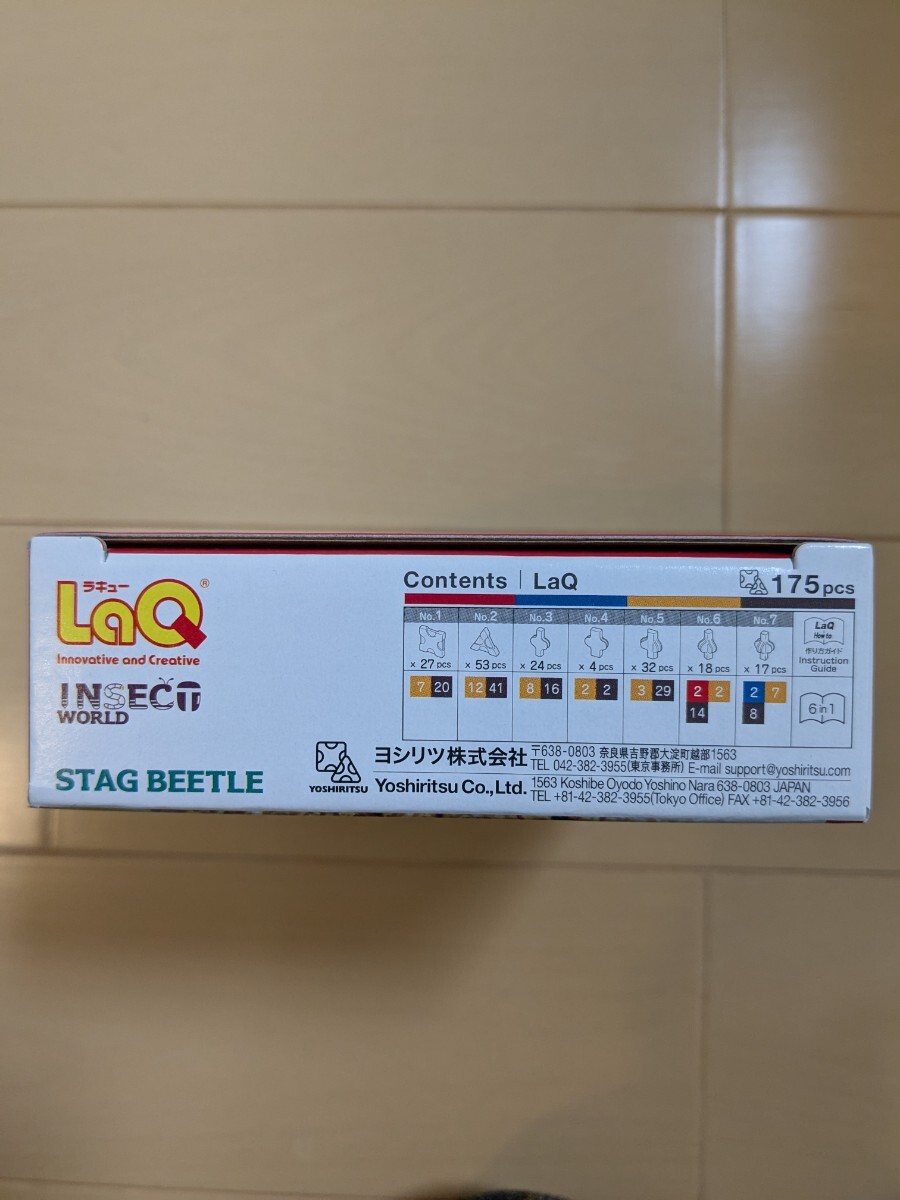 ラキュー
LaQ®
Innovative and Creative
INSECT
WORLD
STAG BEETLE
Contents | LaQ
175pcs
No.1 No.2 No.3 No.4 No.5 No.6 No.7
× 27 pcs × 53 pcs × 24 pcs × 4 pcs × 32 pcs × 18 pcs × 17 pcs
7 20 12 41 8 16 2 2 3 29 2 2 2 7
14 8
LaQ
How to
作り方ガイド
Instruction
Guide
6 in 1
YOSHIRITSU
ヨシリツ株式会社 〒638-0803 奈良県吉野郡大淀町越部1563
TEL 042-382-3955(東京事務所) E-mail support@yoshiritsu.com
Yoshiritsu Co., Ltd. 1563 Koshibe Oyodo Yoshino Nara 638-0803 JAPAN
TEL +81-42-382-3955(Tokyo Office) FAX +81-42-382-3956